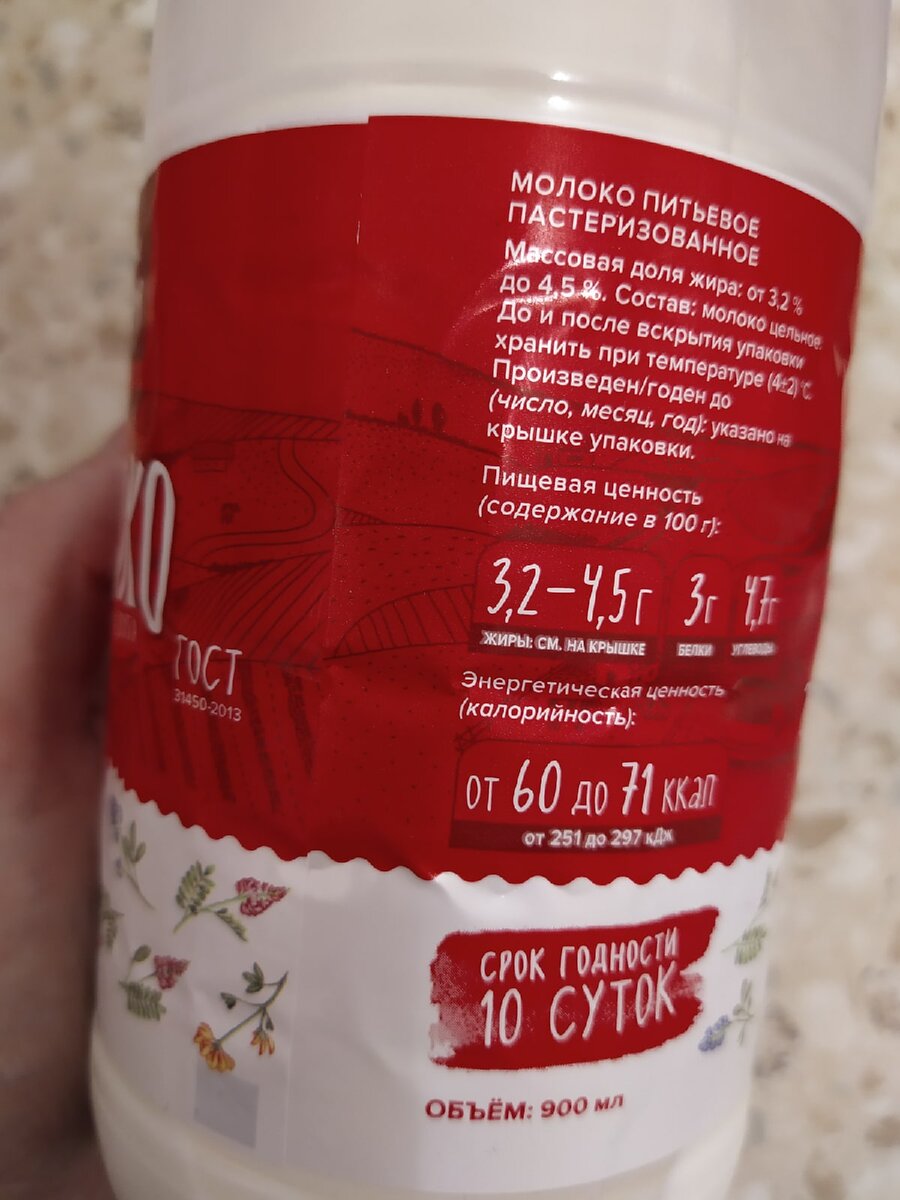 МОЛОКО ПИТЬЕВОЕ
ПАСТЕРИЗОВАННОЕ
Массовая доля жира: от 3,2 %
до 4,5 %. Состав: молоко цельное.
До и после вскрытия упаковки
хранить при температуре (4±2)°С.
Произведен/годен до
(число, месяц, год): указано на
крышке упаковки.
Пищевая ценность
(содержание в 100 г):
3,2–4,5 г 3 г 4,7 г
ЖИРЫ: СМ. НА КРЫШКЕ БЕЛКИ УГЛЕВОДЫ
Энергетическая ценность
(калорийность):
от 60 до 71 ккал
от 251 до 297 кДж
СРОК ГОДНОСТИ
10 СУТОК
ОБЪЁМ: 900 мл
ГОСТ
31450-2013